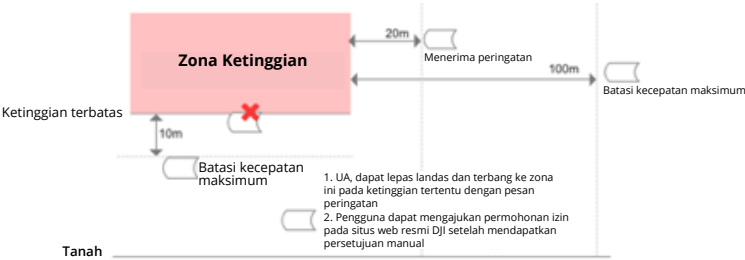 Zona Ketinggian
20m
Menerima peringatan
100m
Batasi kecepatan maksimum
Ketinggian terbatas
10m
Batasi kecepatan
maksimum
1. UA, dapat lepas landas dan terbang ke zona
ini pada ketinggian tertentu dengan pesan
peringatan
2. Pengguna dapat mengajukan permohonan izin
pada situs web resmi DJI setelah mendapatkan
persetujuan manual
Tanah